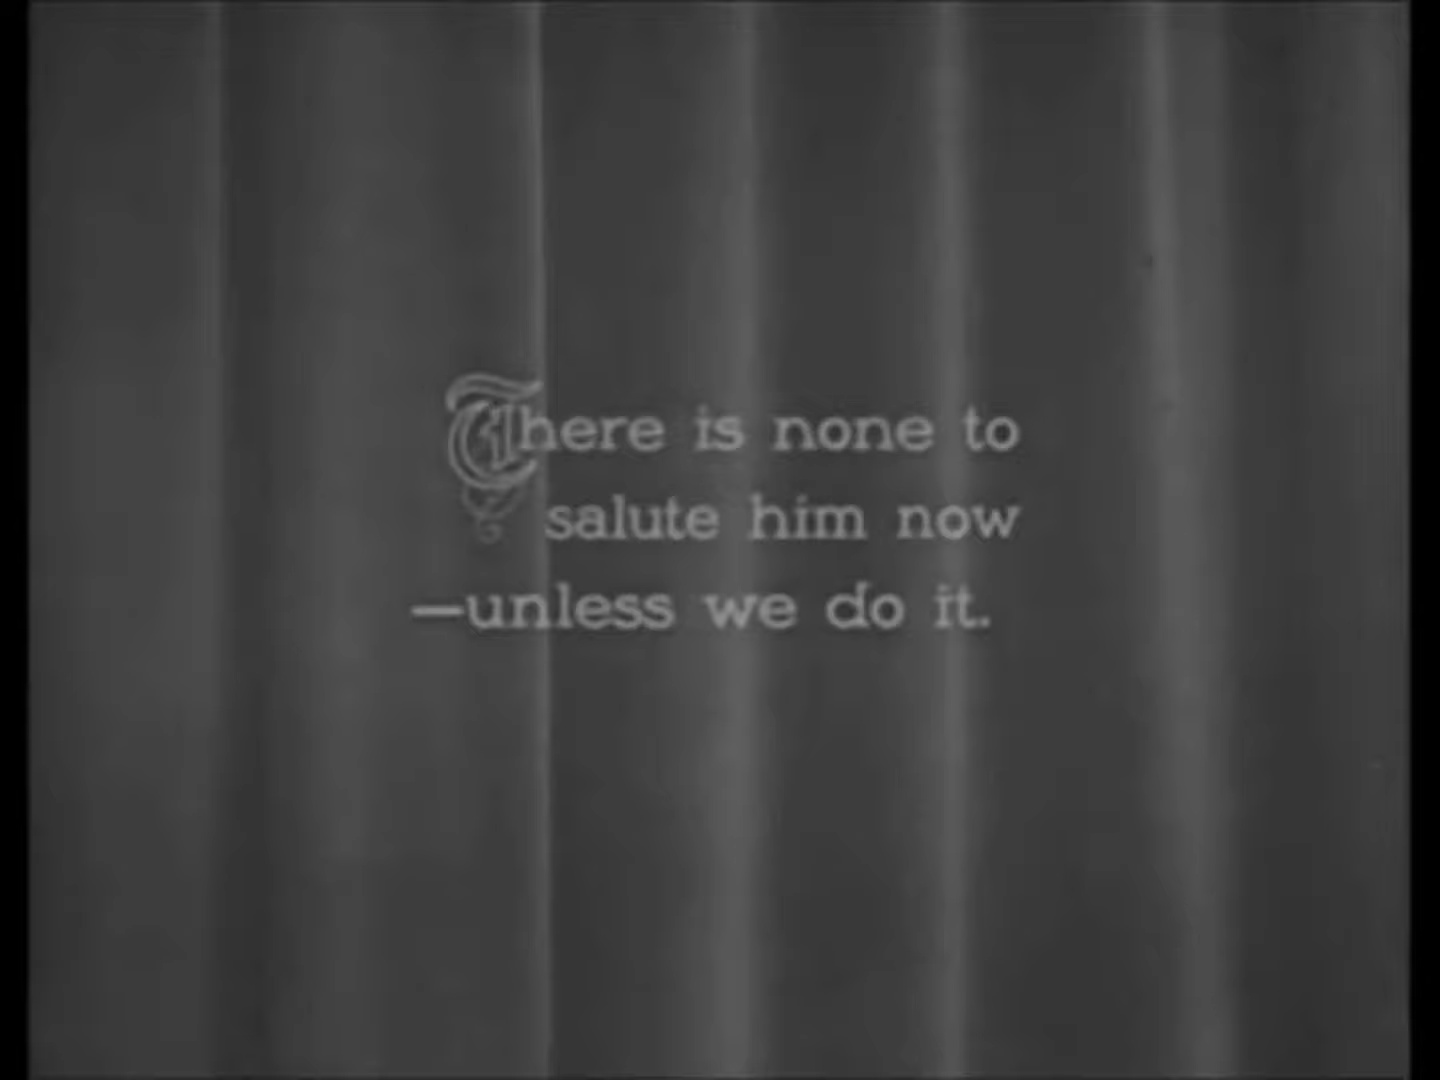 There is none to
salute him now
—unless we do it.